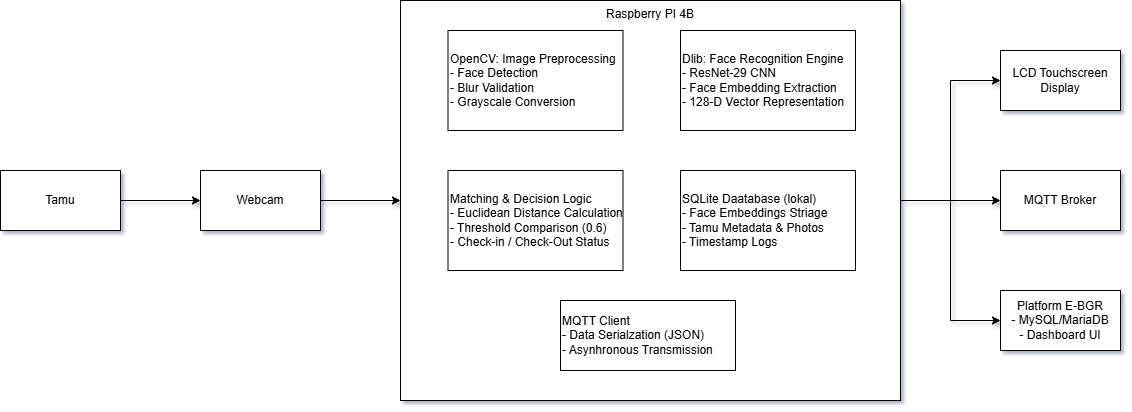 Raspberry PI 4B
OpenCV: Image Preprocessing
- Face Detection
- Blur Validation
- Grayscale Conversion
Dlib: Face Recognition Engine
- ResNet-29 CNN
- Face Embedding Extraction
- 128-D Vector Representation
LCD Touchscreen
Display
Tamu
Webcam
Matching & Decision Logic
- Euclidean Distance Calculation
- Threshold Comparison (0.6)
- Check-in / Check-Out Status
SQLite Daatabase (lokal)
- Face Embeddings Striage
- Tamu Metadata & Photos
- Timestamp Logs
MQTT Broker
MQTT Client
- Data Serialzation (JSON)
- Asynhronous Transmission
Platform E-BGR
- MySQL/MariaDB
- Dashboard UI